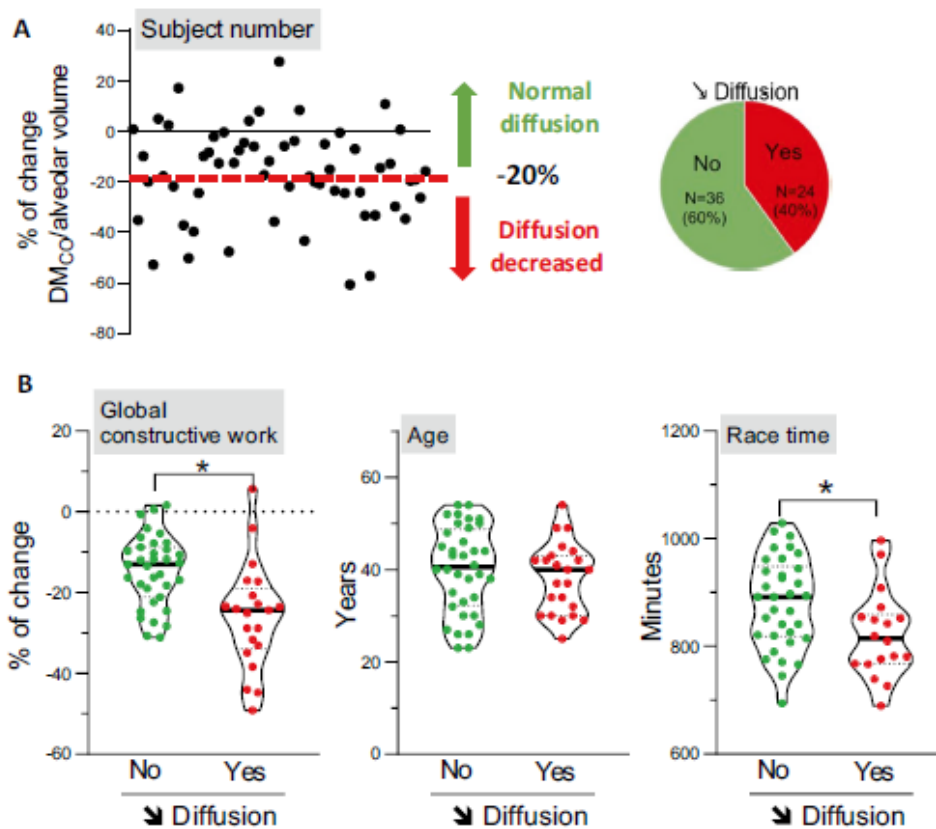 A
Subject number
40
20
0
-20
-40
-60
-80
% of change
DMCO/alvedar volume
Normal
diffusion
-20%
Diffusion
decreased
↘ Diffusion
No
N=36
(60%)
Yes
N=24
(40%)
B
Global
constructive work
20
0
-20
-40
-60
% of change
*
No Yes
↘ Diffusion
Age
60
40
20
0
Years
No Yes
↘ Diffusion
Race time
1200
1000
800
600
Minutes
*
No Yes
↘ Diffusion